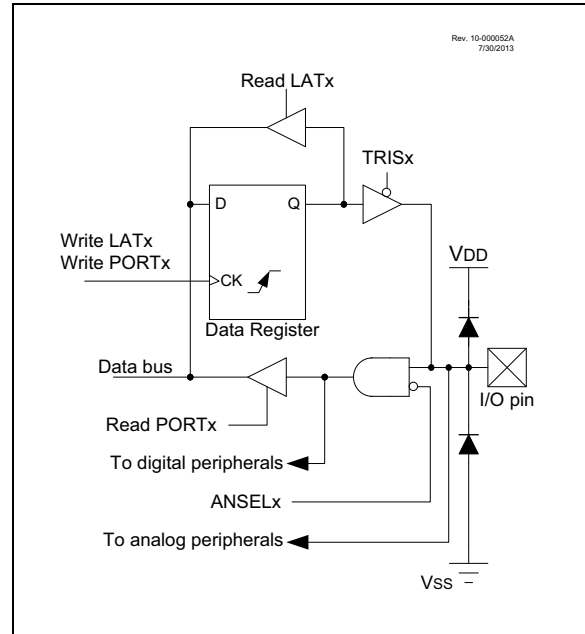 Rev. 10-000052A
7/30/2013
Read LATx
TRISx
D
Q
Write LATx
Write PORTx
CK
VDD
Data Register
Data bus
I/O pin
Read PORTx
To digital peripherals
ANSELx
To analog peripherals
VSS